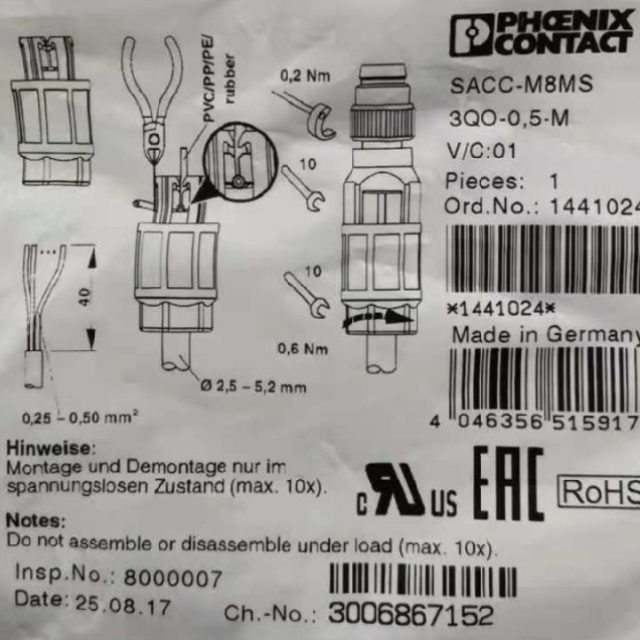 PHŒNIX
CONTACT
SACC-M8MS
3QO-0,5-M
V/C:01
Pieces: 1
Ord.No.: 1441024
*1441024*
Made in Germany
4 046356 515917
PVC/PP/PE/
rubber
0,2 Nm
10
10
0,6 Nm
40
Ø 2,5 – 5,2 mm
0,25 – 0,50 mm²
Hinweise:
Montage und Demontage nur im
spannungslosen Zustand (max. 10x).
c RU US EAC RoHS
Notes:
Do not assemble or disassemble under load (max. 10x).
Insp.No.: 8000007
Date: 25.08.17
Ch.-No.: 3006867152